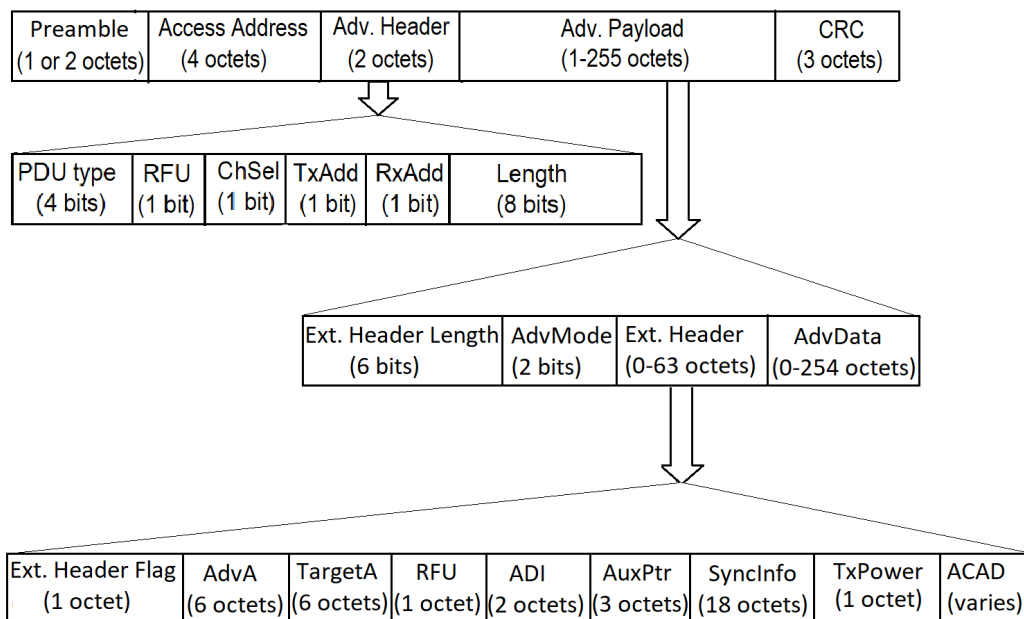 Preamble
(1 or 2 octets)
Access Address
(4 octets)
Adv. Header
(2 octets)
Adv. Payload
(1-255 octets)
CRC
(3 octets)
PDU type
(4 bits)
RFU
(1 bit)
ChSel
(1 bit)
TxAdd
(1 bit)
RxAdd
(1 bit)
Length
(8 bits)
Ext. Header Length
(6 bits)
AdvMode
(2 bits)
Ext. Header
(0-63 octets)
AdvData
(0-254 octets)
Ext. Header Flag
(1 octet)
AdvA
(6 octets)
TargetA
(6 octets)
RFU
(1 octet)
ADI
(2 octets)
AuxPtr
(3 octets)
SyncInfo
(18 octets)
TxPower
(1 octet)
ACAD
(varies)